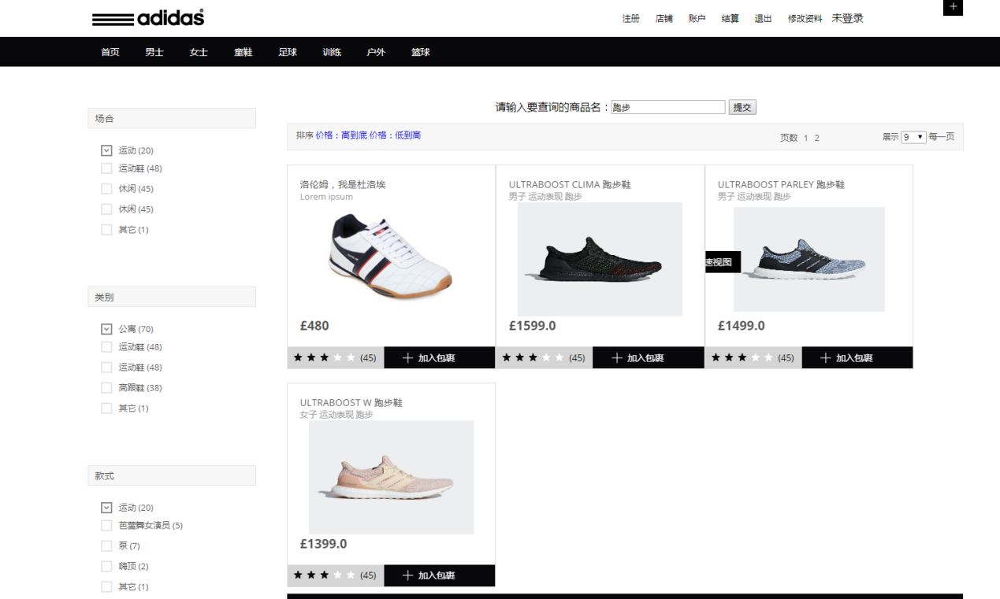 adidas
注册 店铺 账户 结算 退出 修改资料 未登录
首页 男士 女士 童鞋 足球 训练 户外 篮球
请输入要查询的商品名：跑步 提交
排序 价格：高到底 价格：低到高 页数 1 2 展示 9 每一页
场合
运动 (20)
运动鞋 (48)
休闲 (45)
休闲 (45)
其它 (1)
类别
公寓 (70)
运动鞋 (48)
运动鞋 (48)
高跟鞋 (38)
其它 (1)
款式
运动 (20)
芭蕾舞女演员 (5)
泵 (7)
嗨顶 (2)
其它 (1)
洛伦姆，我是杜洛埃
Lorem ipsum
£480
(45) 加入包裹
ULTRABOOST CLIMA 跑步鞋
男子 运动表现 跑步
£1599.0
(45) 加入包裹
ULTRABOOST PARLEY 跑步鞋
男子 运动表现 跑步
速视图
£1499.0
(45) 加入包裹
ULTRABOOST W 跑步鞋
女子 运动表现 跑步
£1399.0
(45) 加入包裹